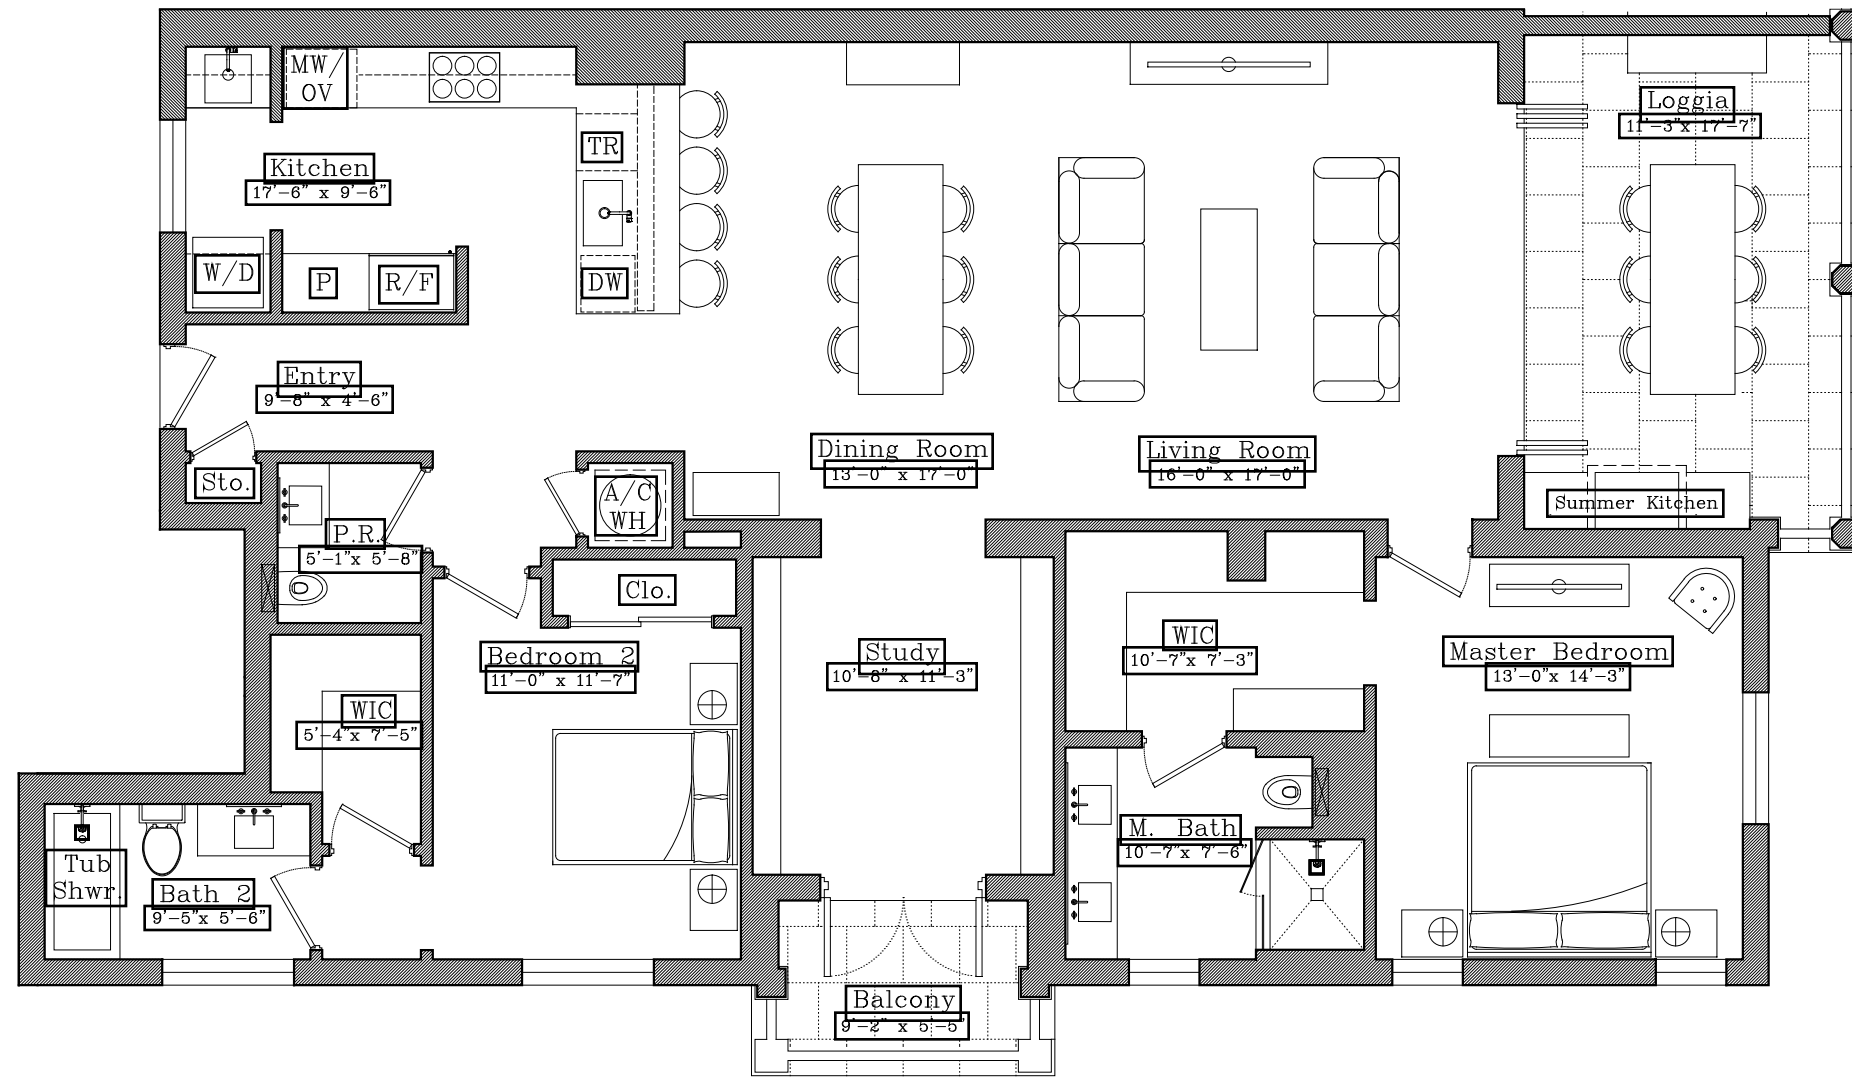 MW/
OV
Loggia
11'-3"x 17'-7"
TR
Kitchen
17'-6" x 9'-6"
W/D
P
R/F
DW
Entry
9'-8" x 4'-6"
Dining Room
13'-0" x 17'-0"
Living Room
16'-0" x 17'-0"
Sto.
A/C
WH
Summer Kitchen
P.R.
5'-1"x 5'-8"
Clo.
Bedroom 2
11'-0" x 11'-7"
Study
10'-8" x 11'-3"
WIC
10'-7"x 7'-3"
Master Bedroom
13'-0"x 14'-3"
WIC
5'-4"x 7'-5"
M. Bath
10'-7"x 7'-6"
Tub
Shwr.
Bath 2
9'-5"x 5'-6"
Balcony
9'-2" x 5'-5"